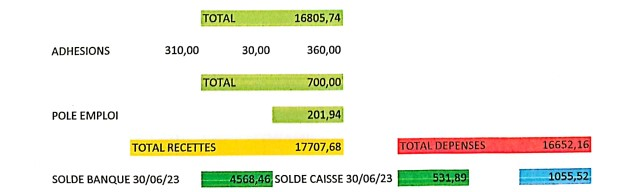 TOTAL 16805,74
ADHESIONS 310,00 30,00 360,00
TOTAL 700,00
POLE EMPLOI 201,94
TOTAL RECETTES 17707,68 TOTAL DEPENSES 16652,16
SOLDE BANQUE 30/06/23 4568,46 SOLDE CAISSE 30/06/23 531,89 1055,52